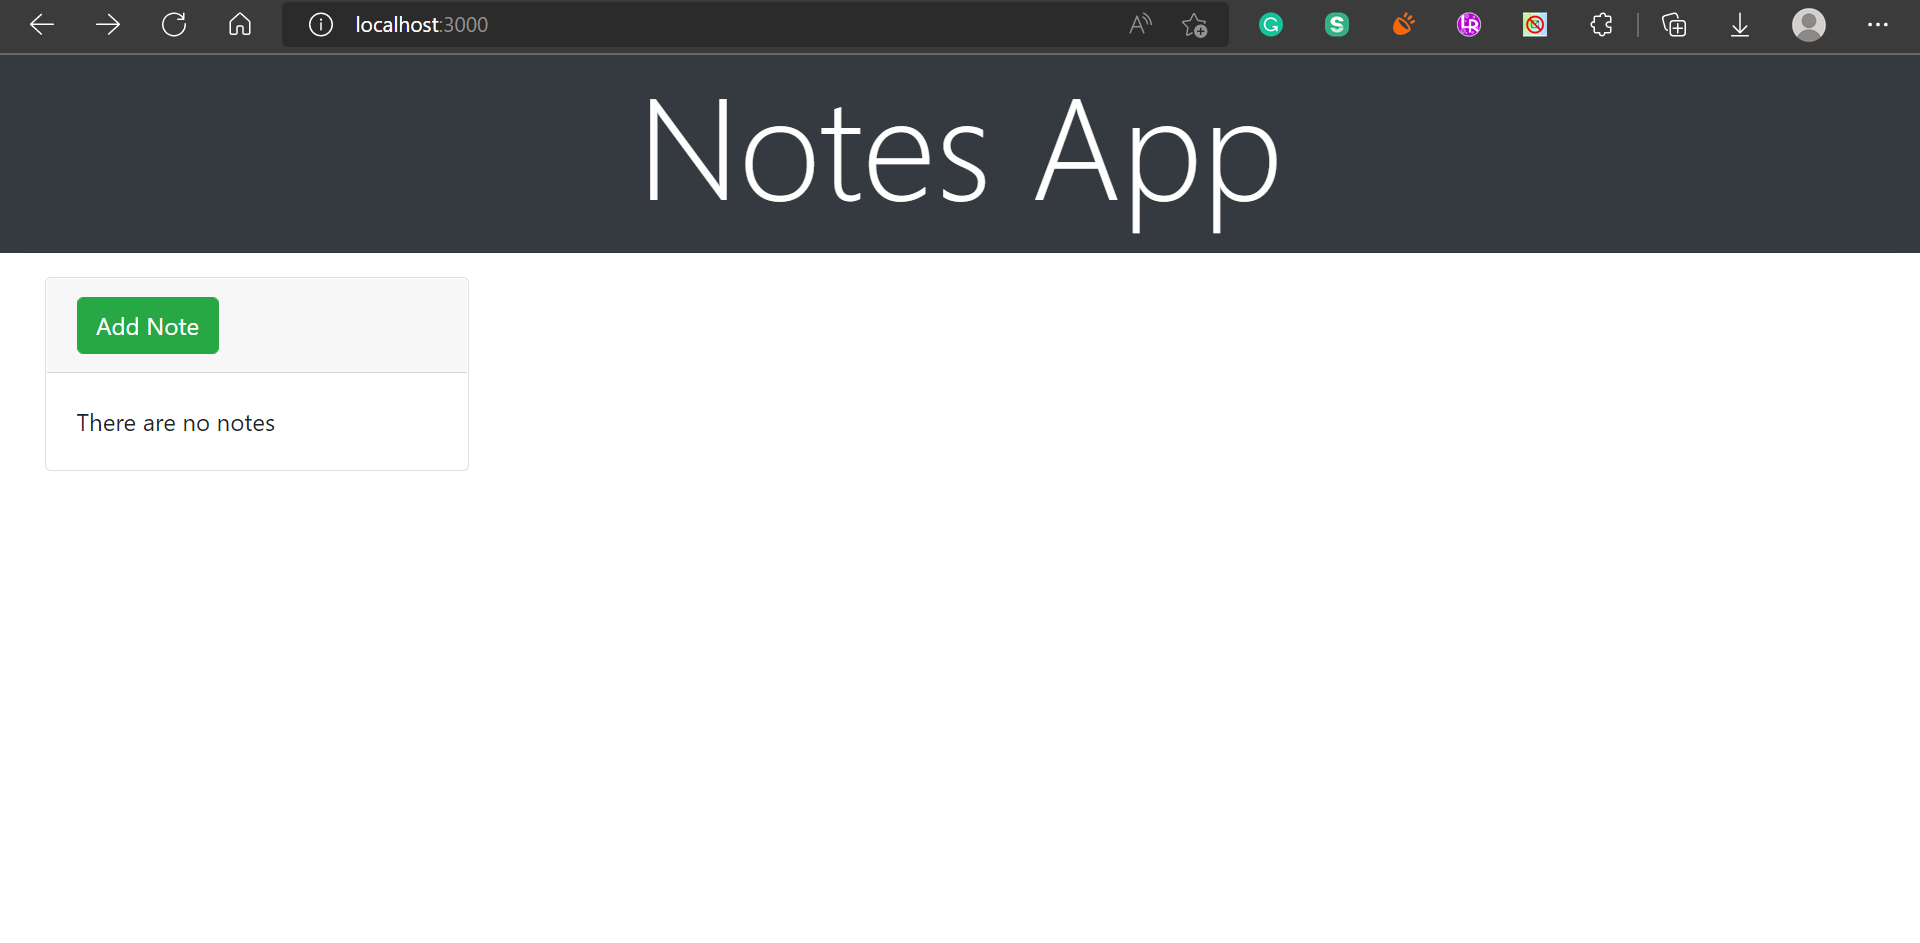 localhost:3000
Notes App
Add Note
There are no notes